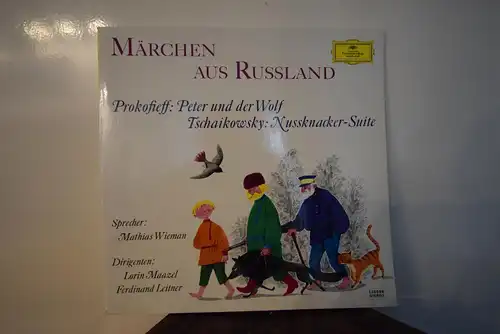 MÄRCHEN
AUS RUSSLAND
Prokofieff: Peter und der Wolf
Tschaikowsky: Nussknacker-Suite
Sprecher:
Mathias Wieman
Dirigenten:
Lorin Maazel
Ferdinand Leitner
STEREO